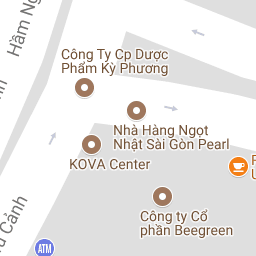 Hàm Ng
Công Ty Cp Dược
Phẩm Kỳ Phương
Nhà Hàng Ngọt
Nhật Sài Gòn Pearl
KOVA Center
Công ty Cổ
phần Beegreen
Cảnh
ATM